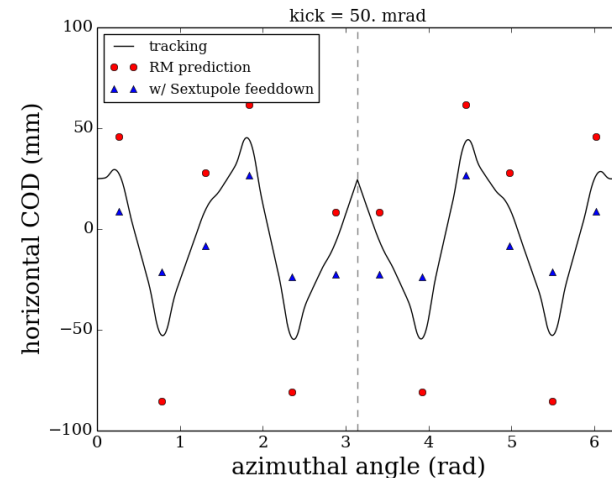 kick = 50. mrad
100
50
0
−50
−100
horizontal COD (mm)
tracking
RM prediction
w/ Sextupole feeddown
0 1 2 3 4 5 6
azimuthal angle (rad)